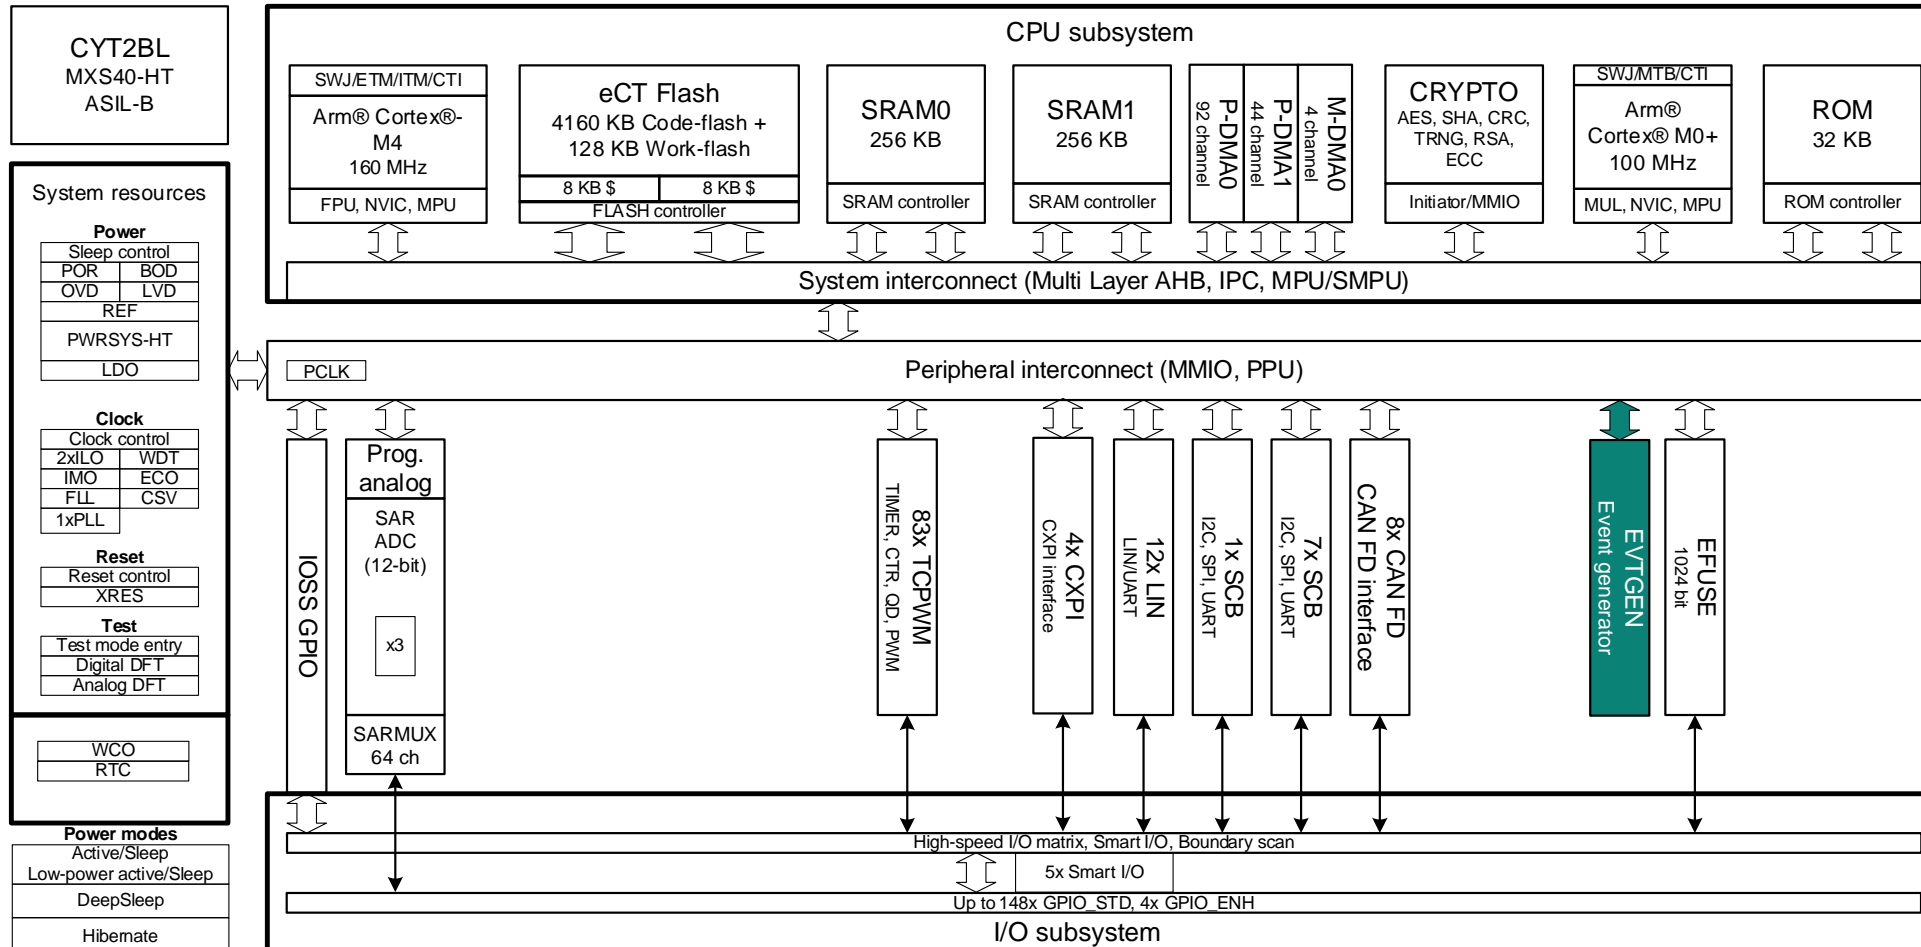 CYT2BL
MXS40-HT
ASIL-B
System resources
Power
Sleep control
POR
BOD
OVD
LVD
REF
PWRSYS-HT
LDO
Clock
Clock control
2xILO
WDT
IMO
ECO
FLL
CSV
1xPLL
Reset
Reset control
XRES
Test
Test mode entry
Digital DFT
Analog DFT
WCO
RTC
Power modes
Active/Sleep
Low-power active/Sleep
DeepSleep
Hibernate
CPU subsystem
SWJ/ETM/ITM/CTI
Arm® Cortex®-
M4
160 MHz
FPU, NVIC, MPU
eCT Flash
4160 KB Code-flash +
128 KB Work-flash
8 KB $
8 KB $
FLASH controller
SRAM0
256 KB
SRAM controller
SRAM1
256 KB
SRAM controller
P-DMA0
92 channel
P-DMA1
44 channel
M-DMA0
4 channel
CRYPTO
AES, SHA, CRC,
TRNG, RSA,
ECC
Initiator/MMIO
SWJ/MTB/CTI
Arm®
Cortex® M0+
100 MHz
MUL, NVIC, MPU
ROM
32 KB
ROM controller
System interconnect (Multi Layer AHB, IPC, MPU/SMPU)
PCLK
Peripheral interconnect (MMIO, PPU)
IOSS GPIO
Prog.
analog
SAR
ADC
(12-bit)
x3
SARMUX
64 ch
83x TCPWM
TIMER, CTR, QD, PWM
4x CXPI
CXPI interface
12x LIN
LIN/UART
1x SCB
I2C, SPI, UART
7x SCB
I2C, SPI, UART
8x CAN FD
CAN FD interface
EVTGEN
Event generator
EFUSE
1024 bit
High-speed I/O matrix, Smart I/O, Boundary scan
5x Smart I/O
Up to 148x GPIO_STD, 4x GPIO_ENH
I/O subsystem